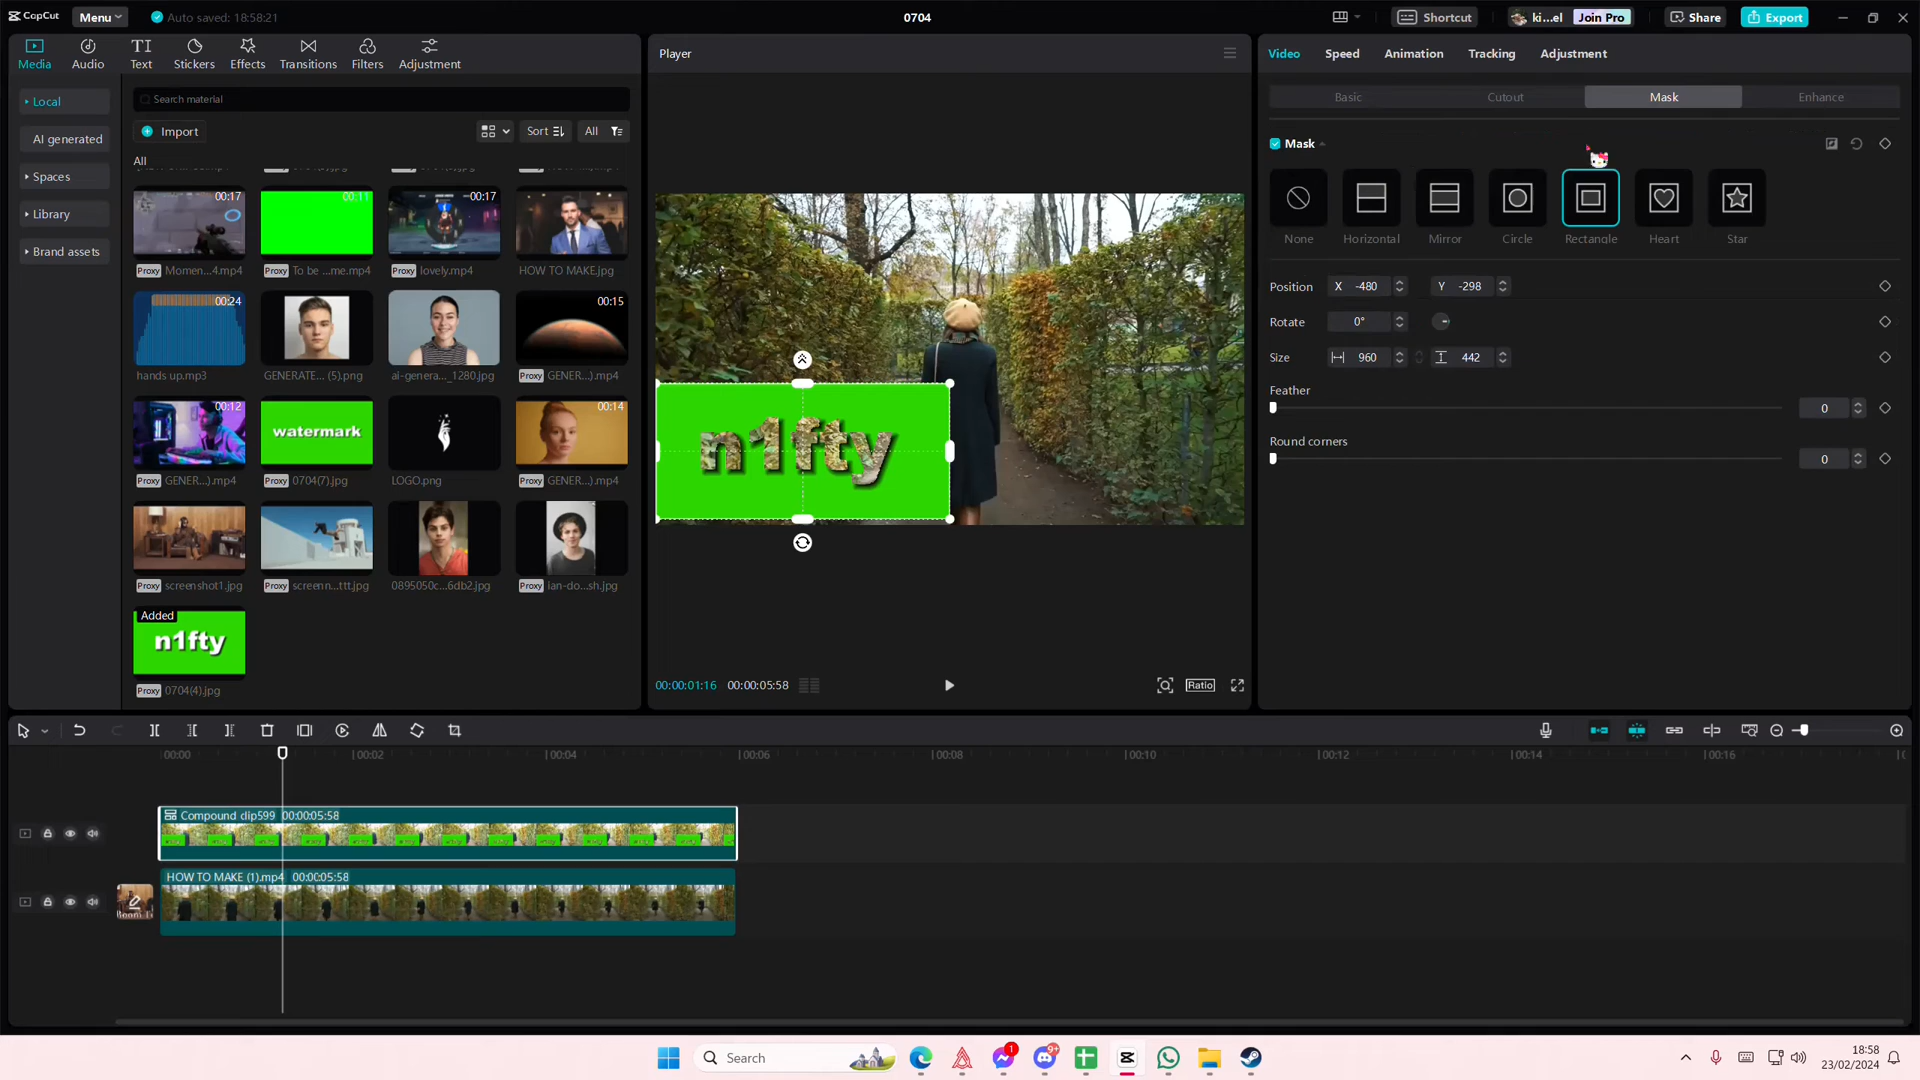 CapCut
Menu
Auto saved: 18:58:21
0704
Shortcut
ki...el
Join Pro
Share
Export
Media
Audio
Text
Stickers
Effects
Transitions
Filters
Adjustment
Local
AI generated
Spaces
Library
Brand assets
Search material
Import
Sort
All
All
00:17
00:11
00:17
Proxy Momen...4.mp4
Proxy To be ...me.mp4
Proxy lovely.mp4
HOW TO MAKE.jpg
00:24
00:15
hands up.mp3
GENERATE... (5).png
ai-genera..._1280.jpg
Proxy GENER...).mp4
00:12
watermark
00:14
Proxy GENER...).mp4
Proxy 0704(7).jpg
LOGO.png
Proxy GENER...).mp4
Proxy screenshot1.jpg
Proxy screenn...ttt.jpg
0895050c...6db2.jpg
Proxy ian-do...sh.jpg
Added
n1fty
Proxy 0704(4).jpg
Player
n1fty
00:00:01:16 00:00:05:58
Ratio
Video
Speed
Animation
Tracking
Adjustment
Basic
Cutout
Mask
Enhance
Mask
None
Horizontal
Mirror
Circle
Rectangle
Heart
Star
Position X -480 Y -298
Rotate 0°
Size 960 442
Feather
0
Round corners
0
00:00
00:02
00:04
00:06
00:08
00:10
00:12
00:14
00:16
Compound clip599 00:00:05:58
HOW TO MAKE (1).mp4 00:00:05:58
Search
1
9+
18:58
23/02/2024